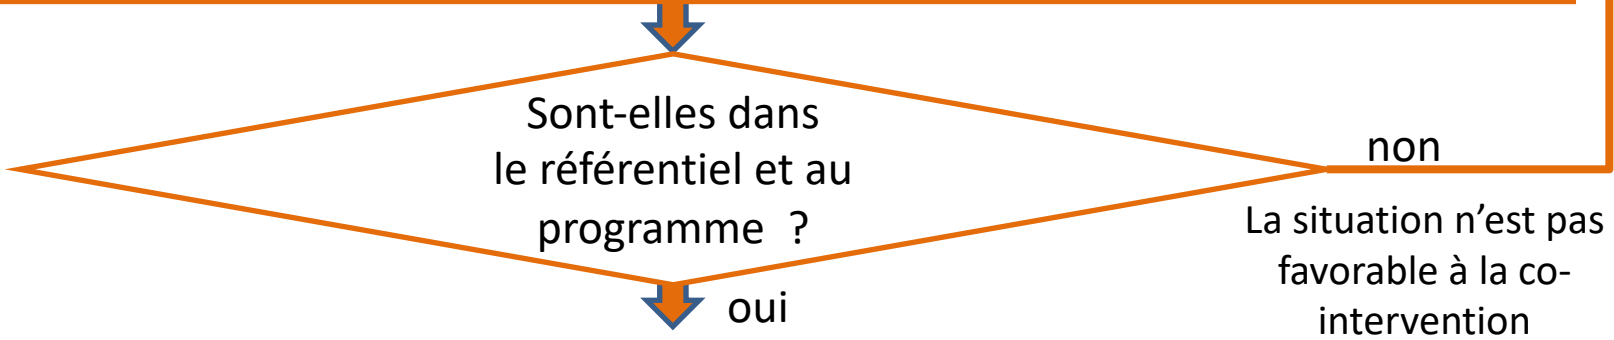 Sont-elles dans
le référentiel et au
programme ?
non
La situation n’est pas
favorable à la co-
intervention
oui